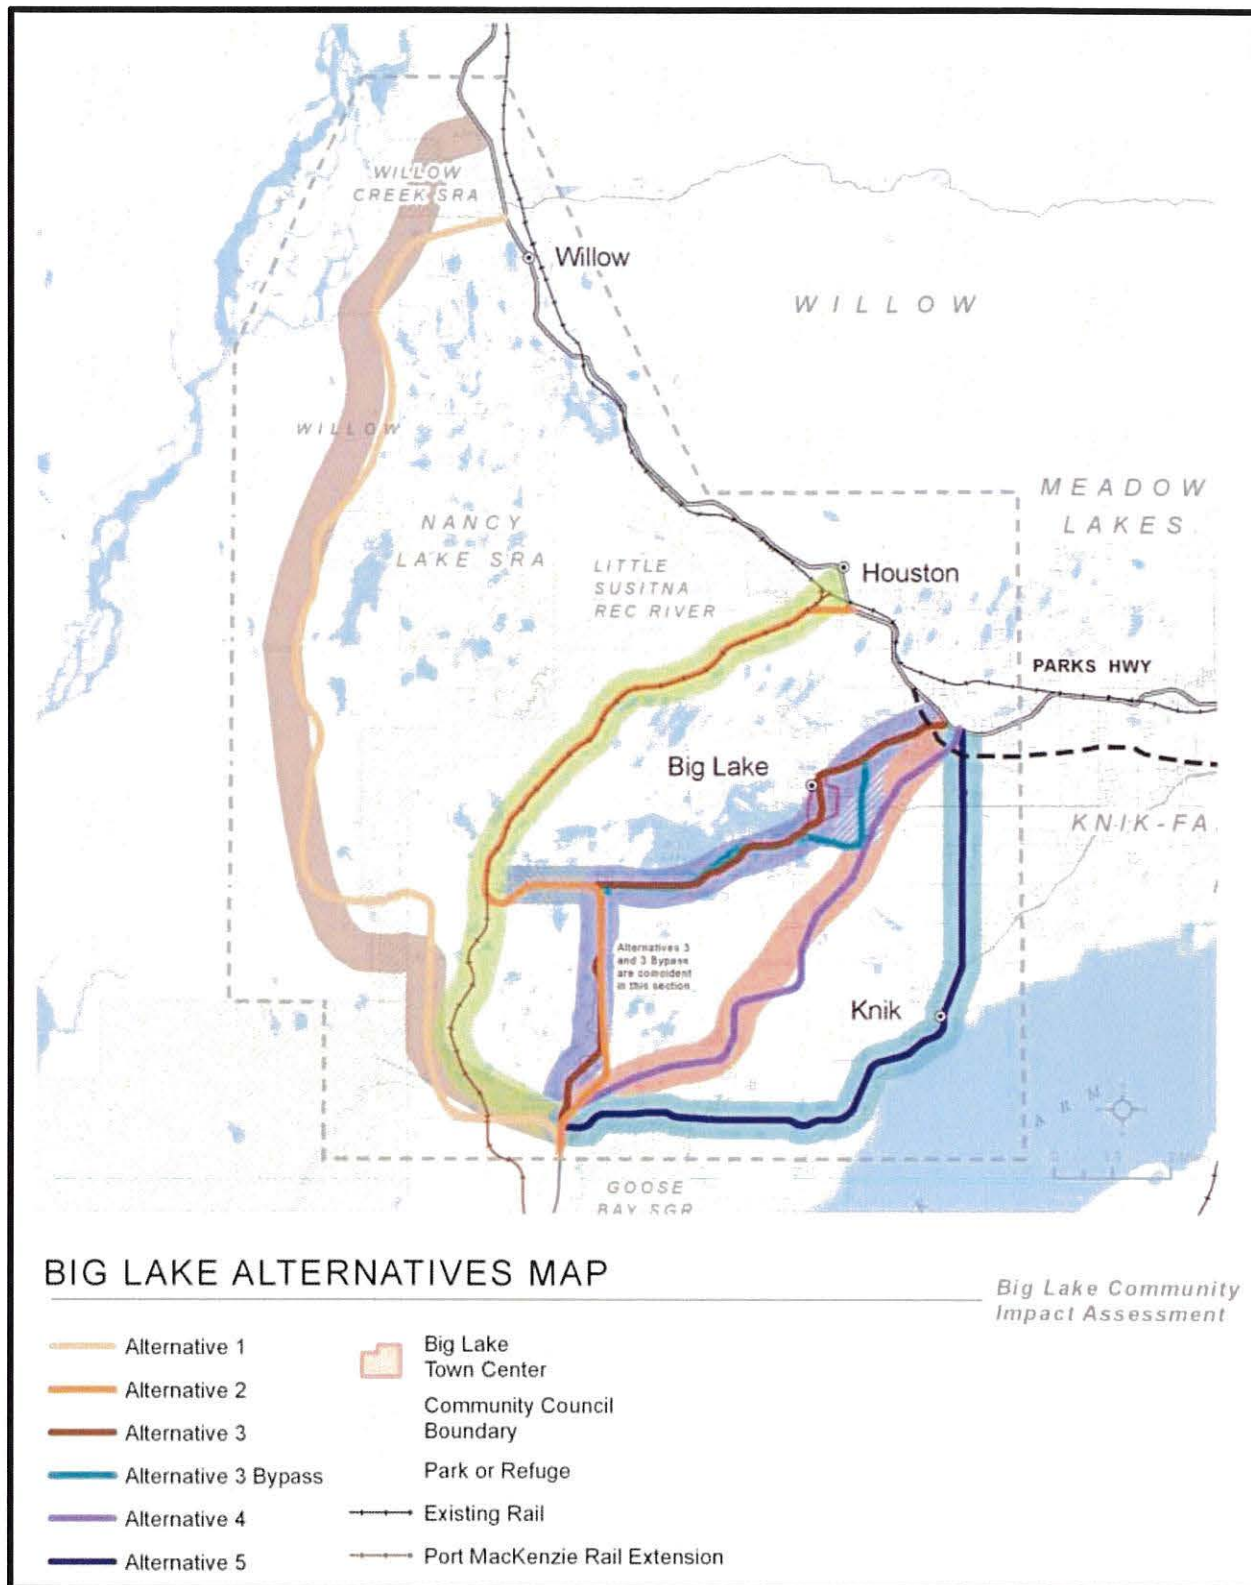 WILLOW
CREEK SRA
Willow
WILLOW
WILLOW
MEADOW
LAKES
NANCY
LAKE SRA
LITTLE
SUSITNA
REC RIVER
Houston
PARKS HWY
Big Lake
KNIK-FA
Alternatives 3
and 3 Bypass
are coincident
in this section
Knik
ARM
GOOSE
BAY SGR
BIG LAKE ALTERNATIVES MAP
Big Lake Community
Impact Assessment
Alternative 1
Alternative 2
Alternative 3
Alternative 3 Bypass
Alternative 4
Alternative 5
Big Lake
Town Center
Community Council
Boundary
Park or Refuge
Existing Rail
Port MacKenzie Rail Extension